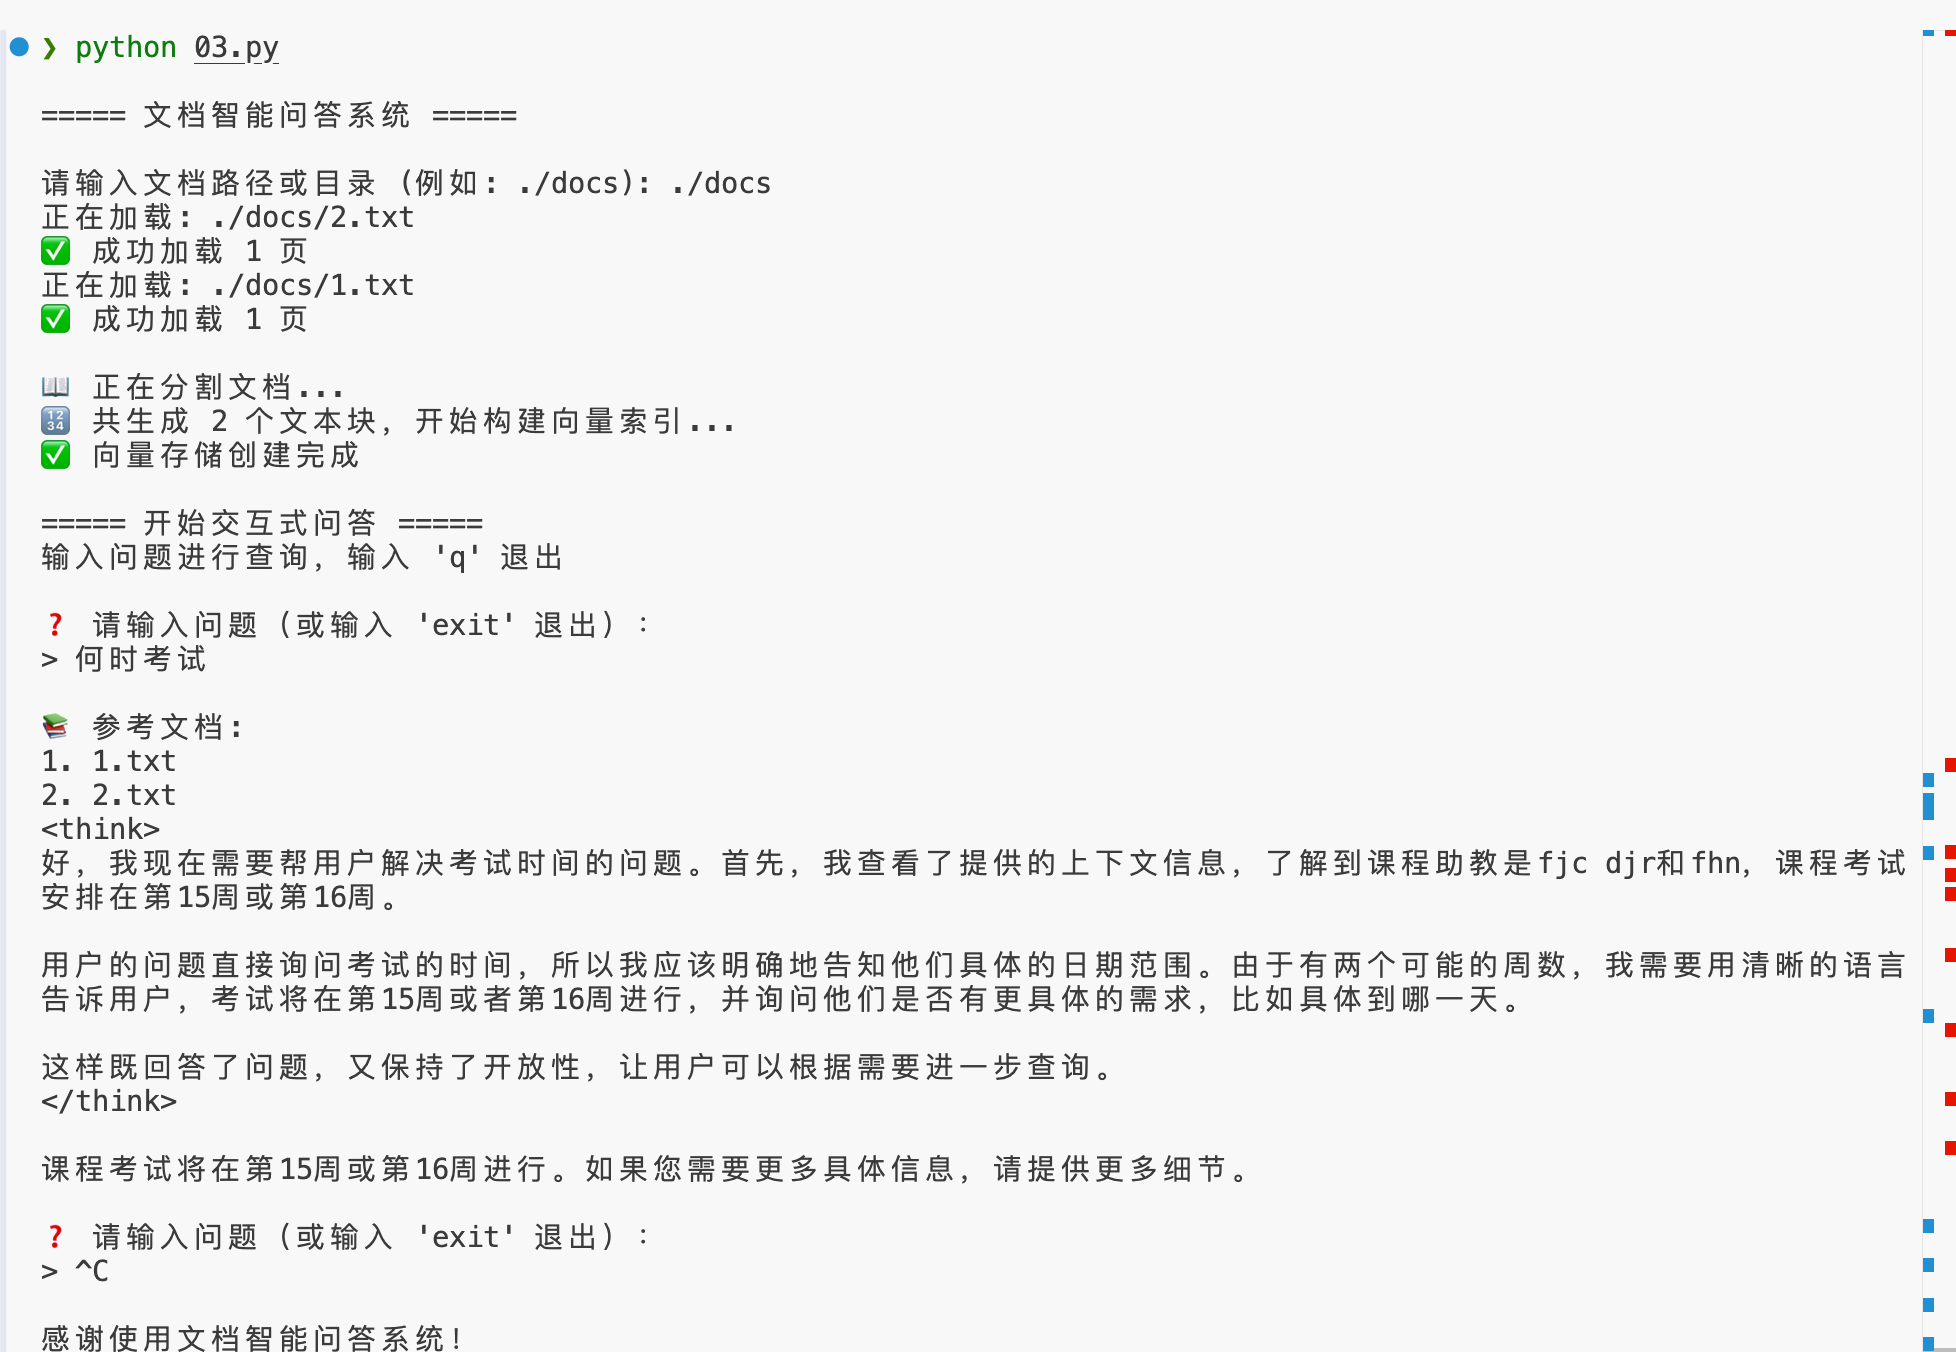 ❯ python 03.py
===== 文档智能问答系统 =====
请输入文档路径或目录 (例如: ./docs): ./docs
正在加载: ./docs/2.txt
✅ 成功加载 1 页
正在加载: ./docs/1.txt
✅ 成功加载 1 页
📖 正在分割文档...
🔢 共生成 2 个文本块，开始构建向量索引...
✅ 向量存储创建完成
===== 开始交互式问答 =====
输入问题进行查询，输入 'q' 退出
❓ 请输入问题（或输入 'exit' 退出）：
> 何时考试
📚 参考文档:
1. 1.txt
2. 2.txt
<think>
好，我现在需要帮用户解决考试时间的问题。首先，我查看了提供的上下文信息，了解到课程助教是fjc djr和fhn，课程考试
安排在第15周或第16周。
用户的问题直接询问考试的时间，所以我应该明确地告知他们具体的日期范围。由于有两个可能的周数，我需要用清晰的语言
告诉用户，考试将在第15周或者第16周进行，并询问他们是否有更具体的需求，比如具体到哪一天。
这样既回答了问题，又保持了开放性，让用户可以根据需要进一步查询。
</think>
课程考试将在第15周或第16周进行。如果您需要更多具体信息，请提供更多细节。
❓ 请输入问题（或输入 'exit' 退出）：
> ^C
感谢使用文档智能问答系统！